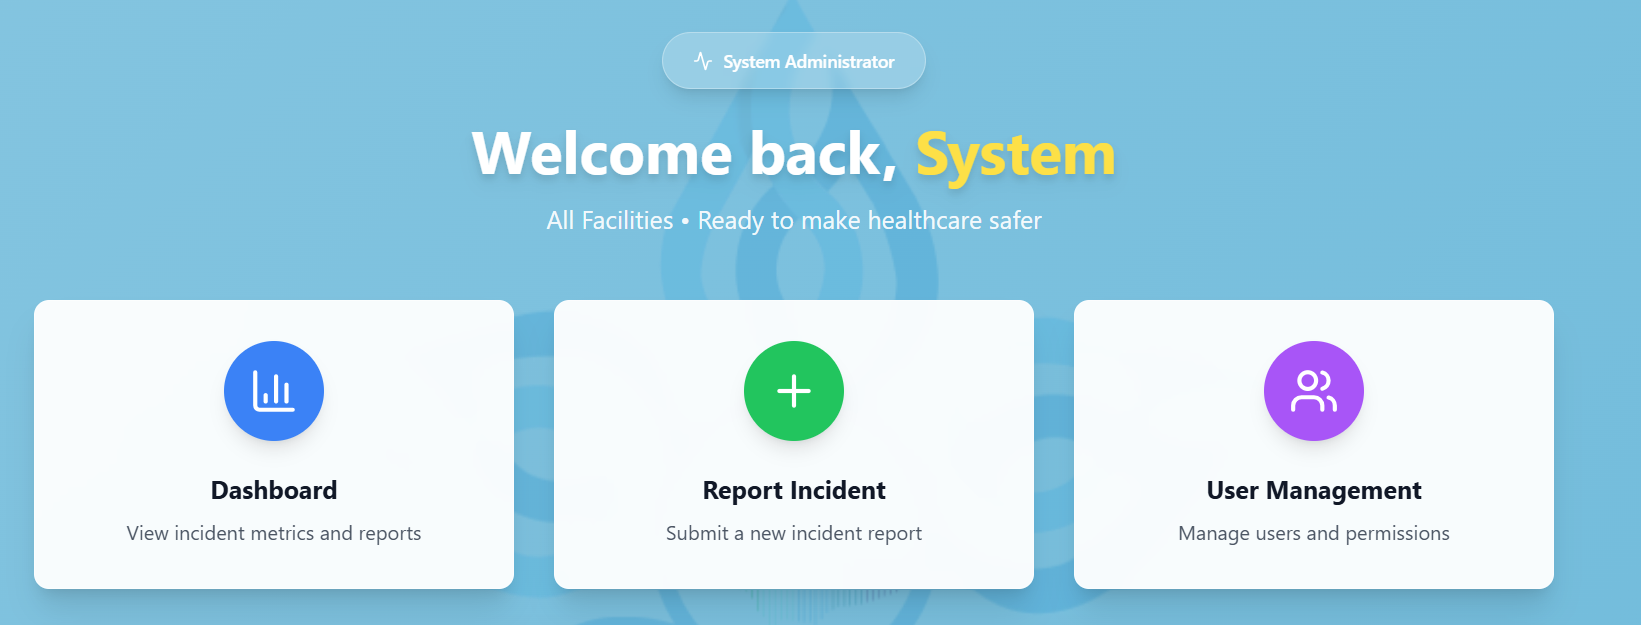 System Administrator
Welcome back, System
All Facilities • Ready to make healthcare safer
Dashboard
View incident metrics and reports
Report Incident
Submit a new incident report
User Management
Manage users and permissions